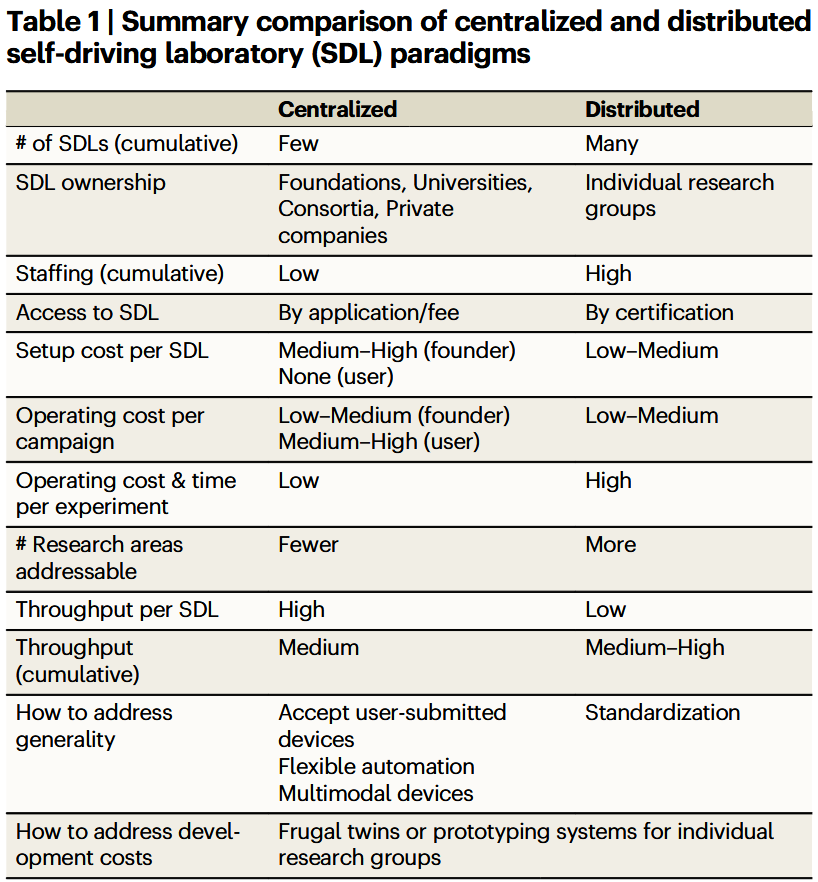 Table 1 | Summary comparison of centralized and distributed
self-driving laboratory (SDL) paradigms
Centralized Distributed
# of SDLs (cumulative) Few Many
SDL ownership Foundations, Universities, Individual research
Consortia, Private groups
companies
Staffing (cumulative) Low High
Access to SDL By application/fee By certification
Setup cost per SDL Medium–High (founder) Low–Medium
None (user)
Operating cost per Low–Medium (founder) Low–Medium
campaign Medium–High (user)
Operating cost & time Low High
per experiment
# Research areas Fewer More
addressable
Throughput per SDL High Low
Throughput Medium Medium–High
(cumulative)
How to address Accept user-submitted Standardization
generality devices
Flexible automation
Multimodal devices
How to address devel- Frugal twins or prototyping systems for individual
opment costs research groups